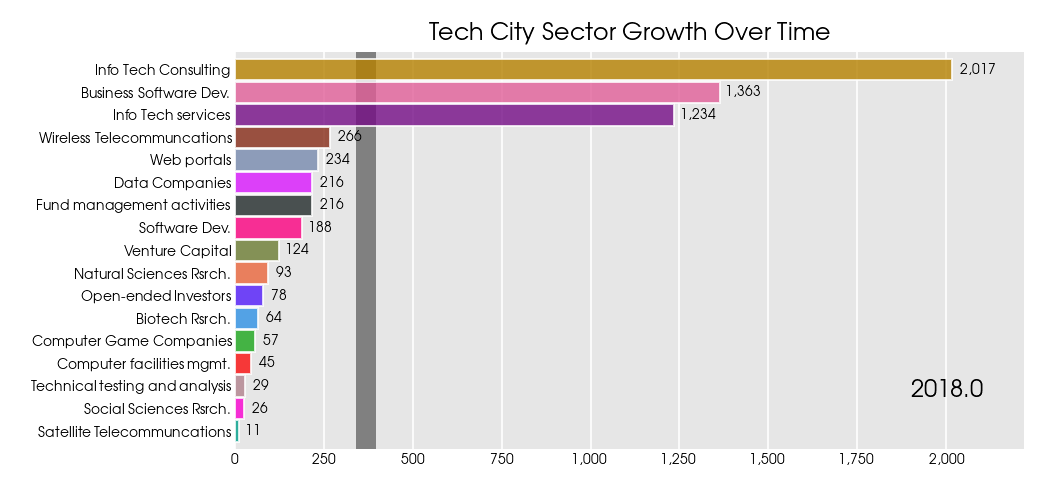 Tech City Sector Growth Over Time
Info Tech Consulting 2,017
Business Software Dev. 1,363
Info Tech services 1,234
Wireless Telecommuncations 266
Web portals 234
Data Companies 216
Fund management activities 216
Software Dev. 188
Venture Capital 124
Natural Sciences Rsrch. 93
Open-ended Investors 78
Biotech Rsrch. 64
Computer Game Companies 57
Computer facilities mgmt. 45
Technical testing and analysis 29
Social Sciences Rsrch. 26
Satellite Telecommuncations 11
2018.0
0 250 500 750 1,000 1,250 1,500 1,750 2,000